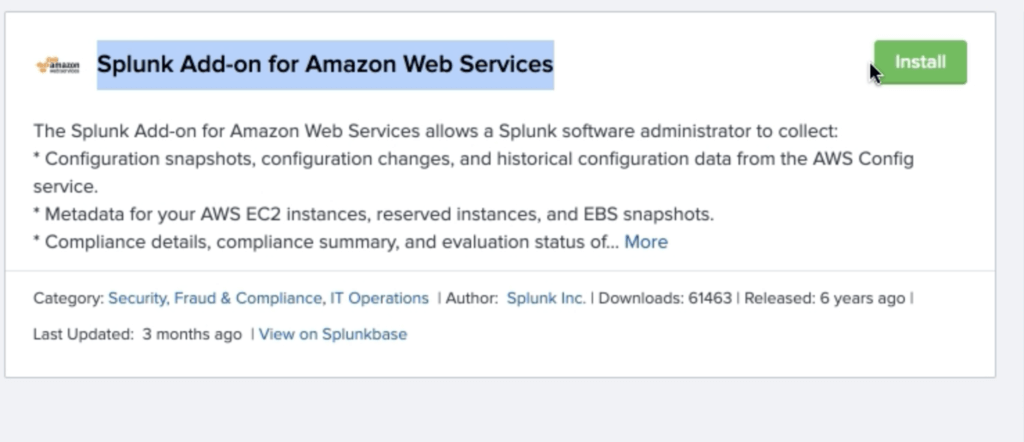 amazon
webservices
Splunk Add-on for Amazon Web Services
Install
The Splunk Add-on for Amazon Web Services allows a Splunk software administrator to collect:
* Configuration snapshots, configuration changes, and historical configuration data from the AWS Config
service.
* Metadata for your AWS EC2 instances, reserved instances, and EBS snapshots.
* Compliance details, compliance summary, and evaluation status of... More
Category: Security, Fraud & Compliance, IT Operations | Author: Splunk Inc. | Downloads: 61463 | Released: 6 years ago |
Last Updated: 3 months ago | View on Splunkbase